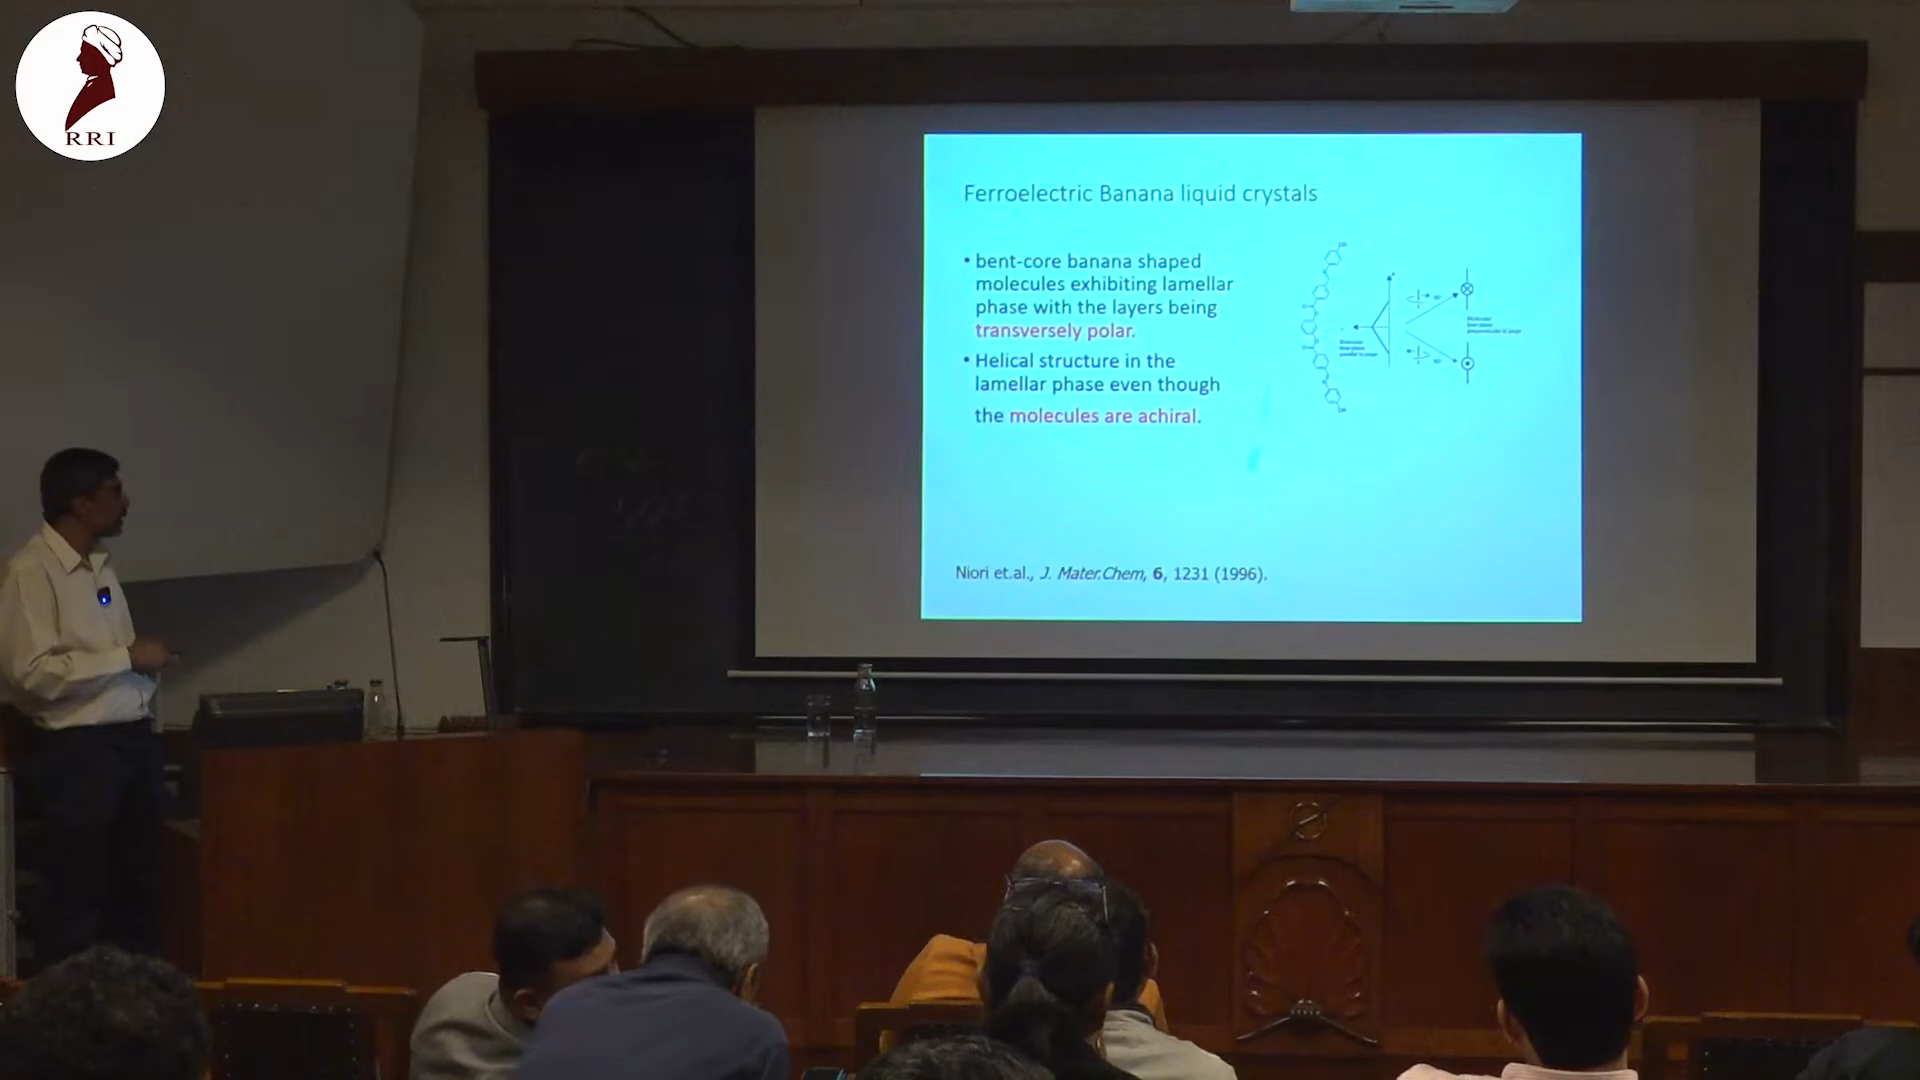 RRI
Ferroelectric Banana liquid crystals
• bent-core banana shaped
molecules exhibiting lamellar
phase with the layers being
transversely polar.
• Helical structure in the
lamellar phase even though
the molecules are achiral.
Niori et.al., J. Mater.Chem, 6, 1231 (1996).